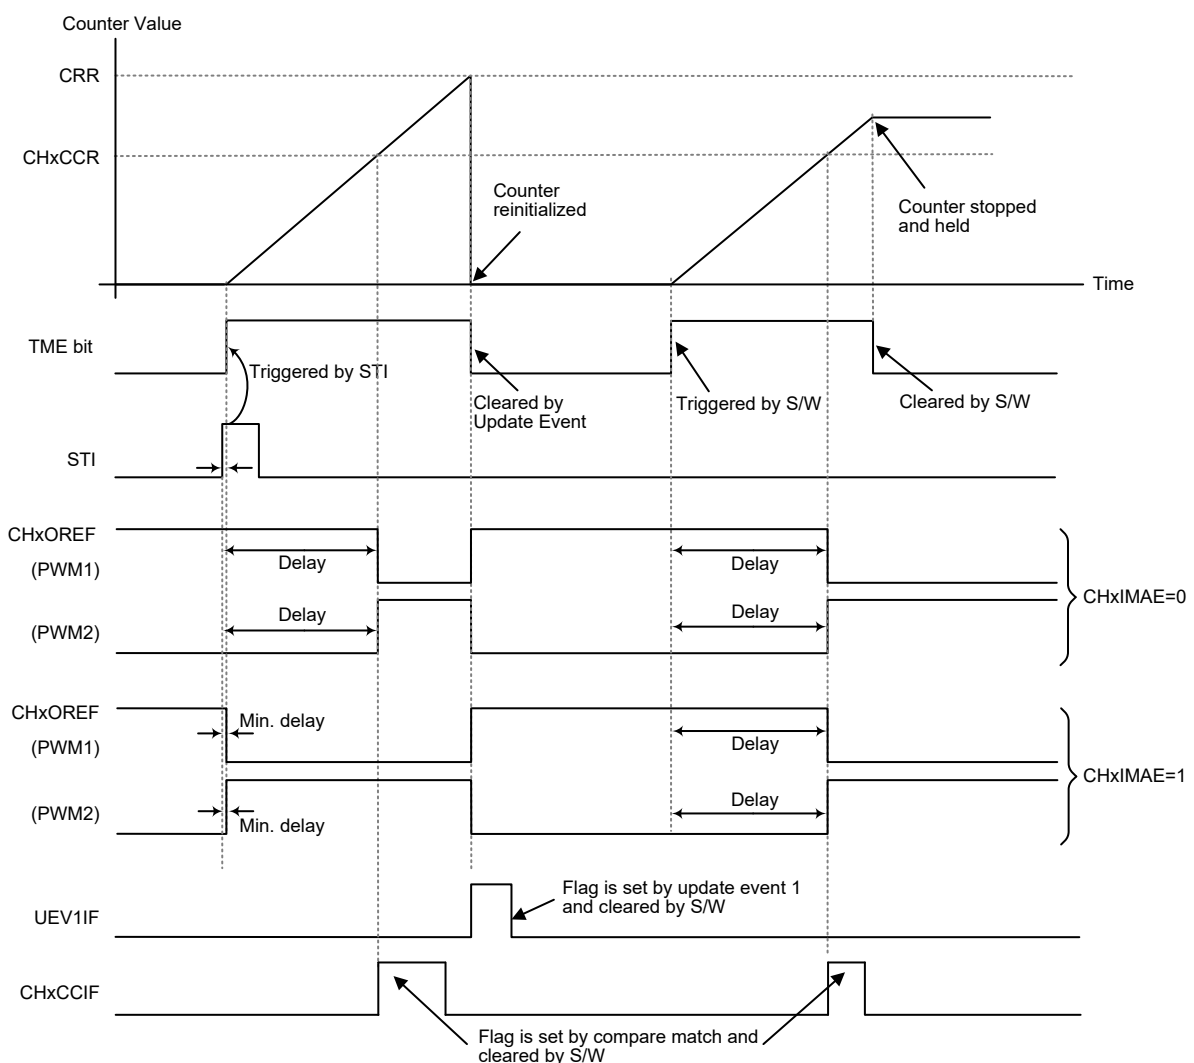 Counter Value
CRR
CHxCCR
Counter
reinitialized
Counter stopped
and held
Time
TME bit
Triggered by STI
Cleared by
Update Event
Triggered by S/W
Cleared by S/W
STI
CHxOREF
(PWM1)
Delay
Delay
CHxIMAE=0
(PWM2)
Delay
Delay
CHxOREF
(PWM1)
Min. delay
Delay
CHxIMAE=1
(PWM2)
Min. delay
Delay
UEV1IF
Flag is set by update event 1
and cleared by S/W
CHxCCIF
Flag is set by compare match and
cleared by S/W